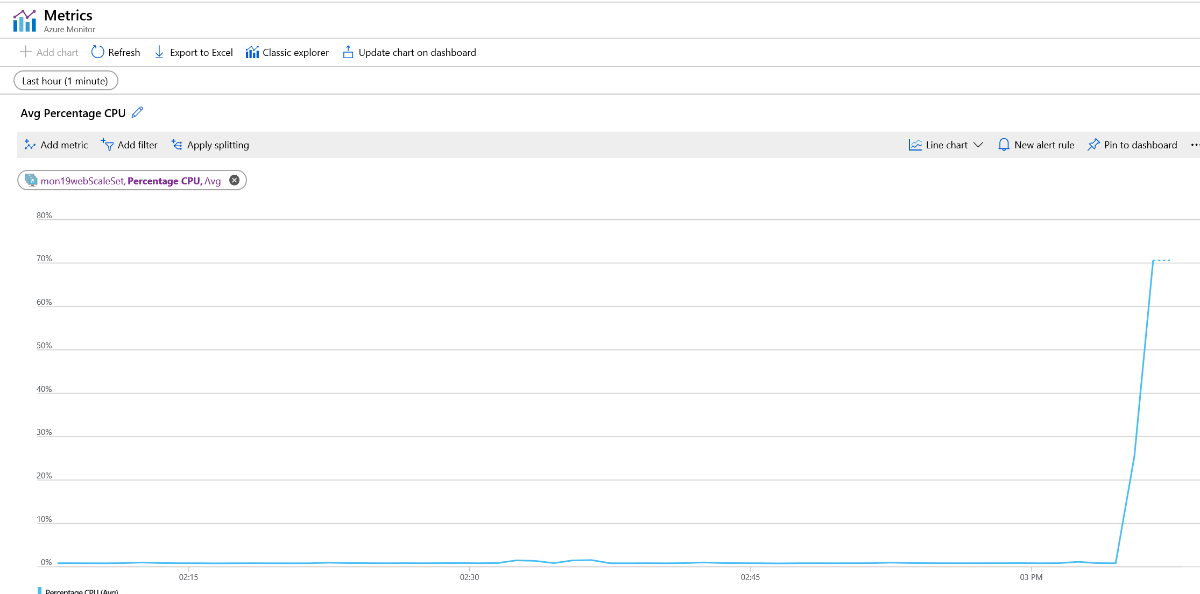 Metrics
Azure Monitor
Add chart Refresh Export to Excel Classic explorer Update chart on dashboard
Last hour (1 minute)
Avg Percentage CPU
Add metric Add filter Apply splitting Line chart New alert rule Pin to dashboard ...
mon19webScaleSet, Percentage CPU, Avg
80%
70%
60%
50%
40%
30%
20%
10%
0%
02:15 02:30 02:45 03 PM
Percentage CPU (Avg)